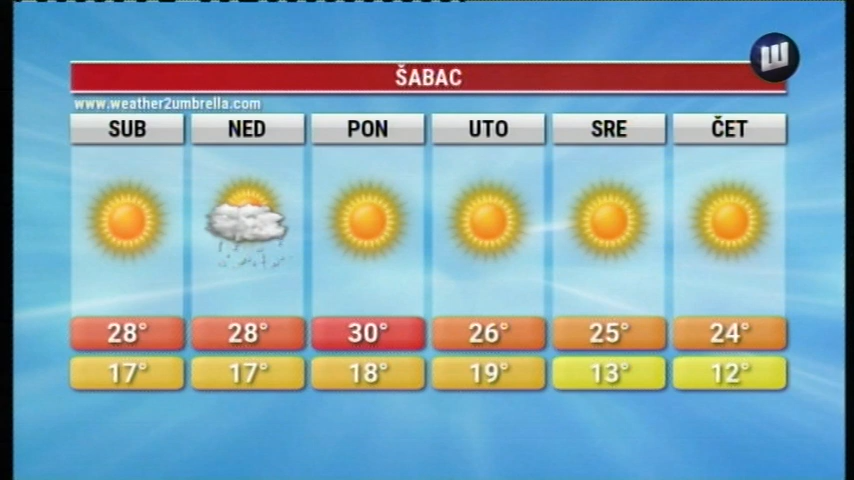 Ш
ŠABAC
www.weather2umbrella.com
SUB NED PON UTO SRE ČET
28° 28° 30° 26° 25° 24°
17° 17° 18° 19° 13° 12°